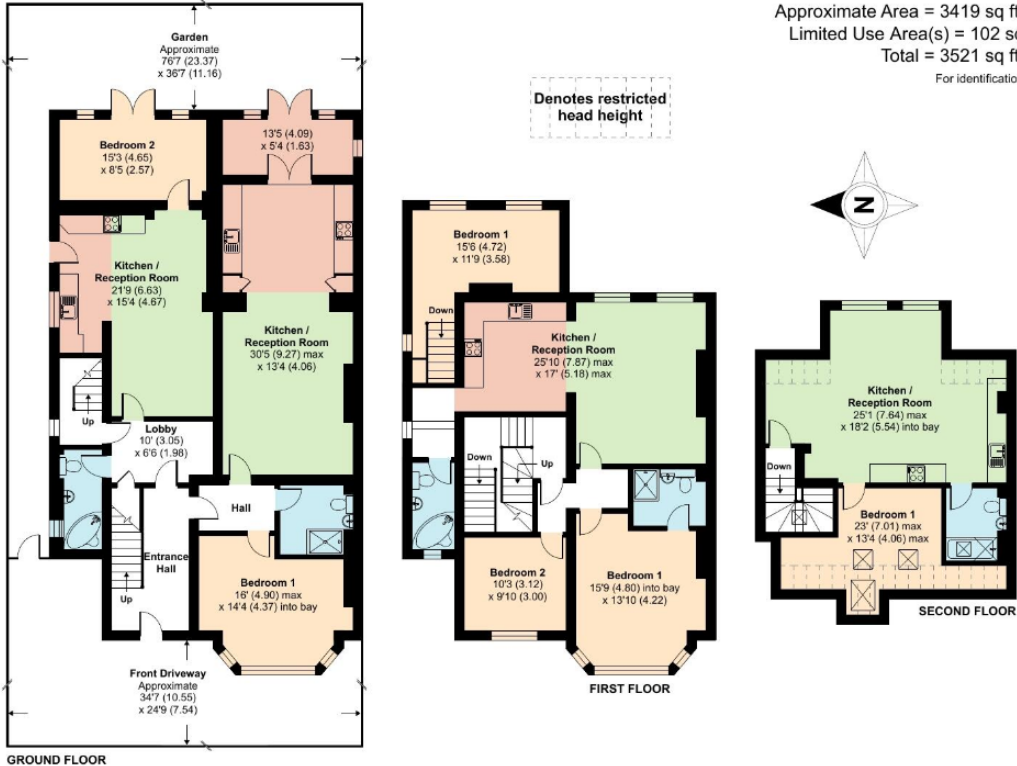 Approximate Area = 3419 sq ft
Limited Use Area(s) = 102 sq
Total = 3521 sq ft
For identification
Garden
Approximate
76'7 (23.37)
x 36'7 (11.16)
Denotes restricted
head height
Bedroom 2
15'3 (4.65)
x 8'5 (2.57)
13'5 (4.09)
x 5'4 (1.63)
Kitchen /
Reception Room
21'9 (6.63)
x 15'4 (4.67)
Kitchen /
Reception Room
30'5 (9.27) max
x 13'4 (4.06)
Up
Lobby
10' (3.05)
x 6'6 (1.98)
Hall
Entrance
Hall
Up
Bedroom 1
16' (4.90) max
x 14'4 (4.37) into bay
Front Driveway
Approximate
34'7 (10.55)
x 24'9 (7.54)
GROUND FLOOR
Bedroom 1
15'6 (4.72)
x 11'9 (3.58)
Down
Kitchen /
Reception Room
25'10 (7.87) max
x 17' (5.18) max
Down
Up
Bedroom 2
10'3 (3.12)
x 9'10 (3.00)
Bedroom 1
15'9 (4.80) into bay
x 13'10 (4.22)
FIRST FLOOR
N
Kitchen /
Reception Room
25'1 (7.64) max
x 18'2 (5.54) into bay
Down
Bedroom 1
23' (7.01) max
x 13'4 (4.06) max
SECOND FLOOR